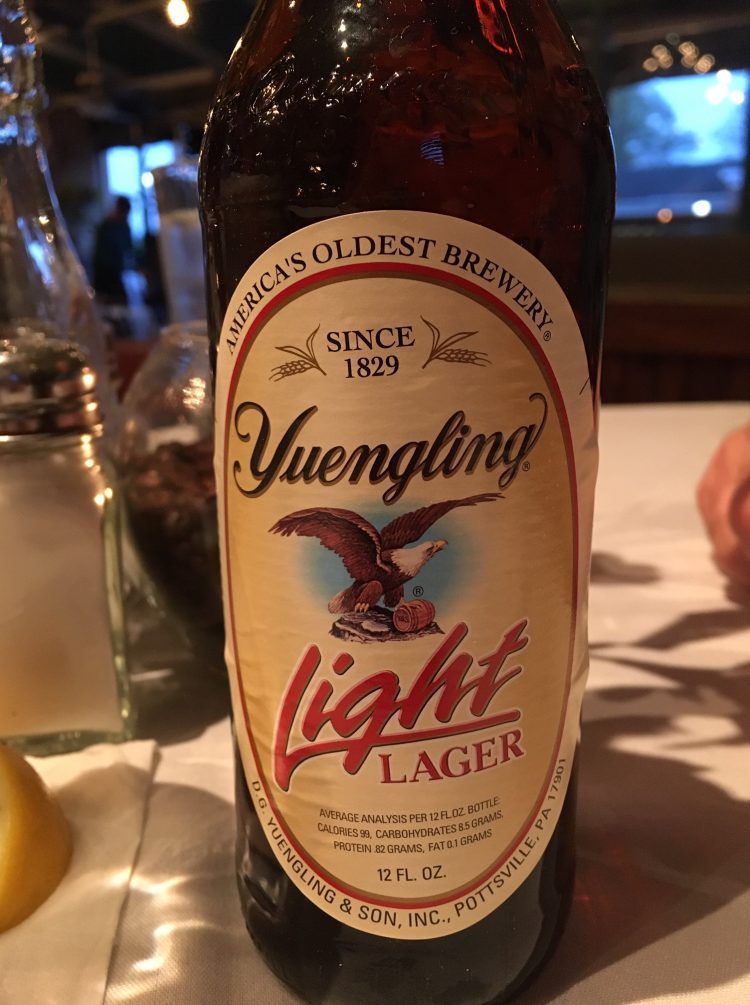 AMERICA'S OLDEST BREWERY®
SINCE
1829
Yuengling®
®
Light
LAGER
AVERAGE ANALYSIS PER 12 FL.OZ. BOTTLE:
CALORIES 99, CARBOHYDRATES 8.5 GRAMS,
PROTEIN .82 GRAMS, FAT 0.1 GRAMS
12 FL. OZ.
D.G. YUENGLING & SON, INC., POTTSVILLE, PA 17901